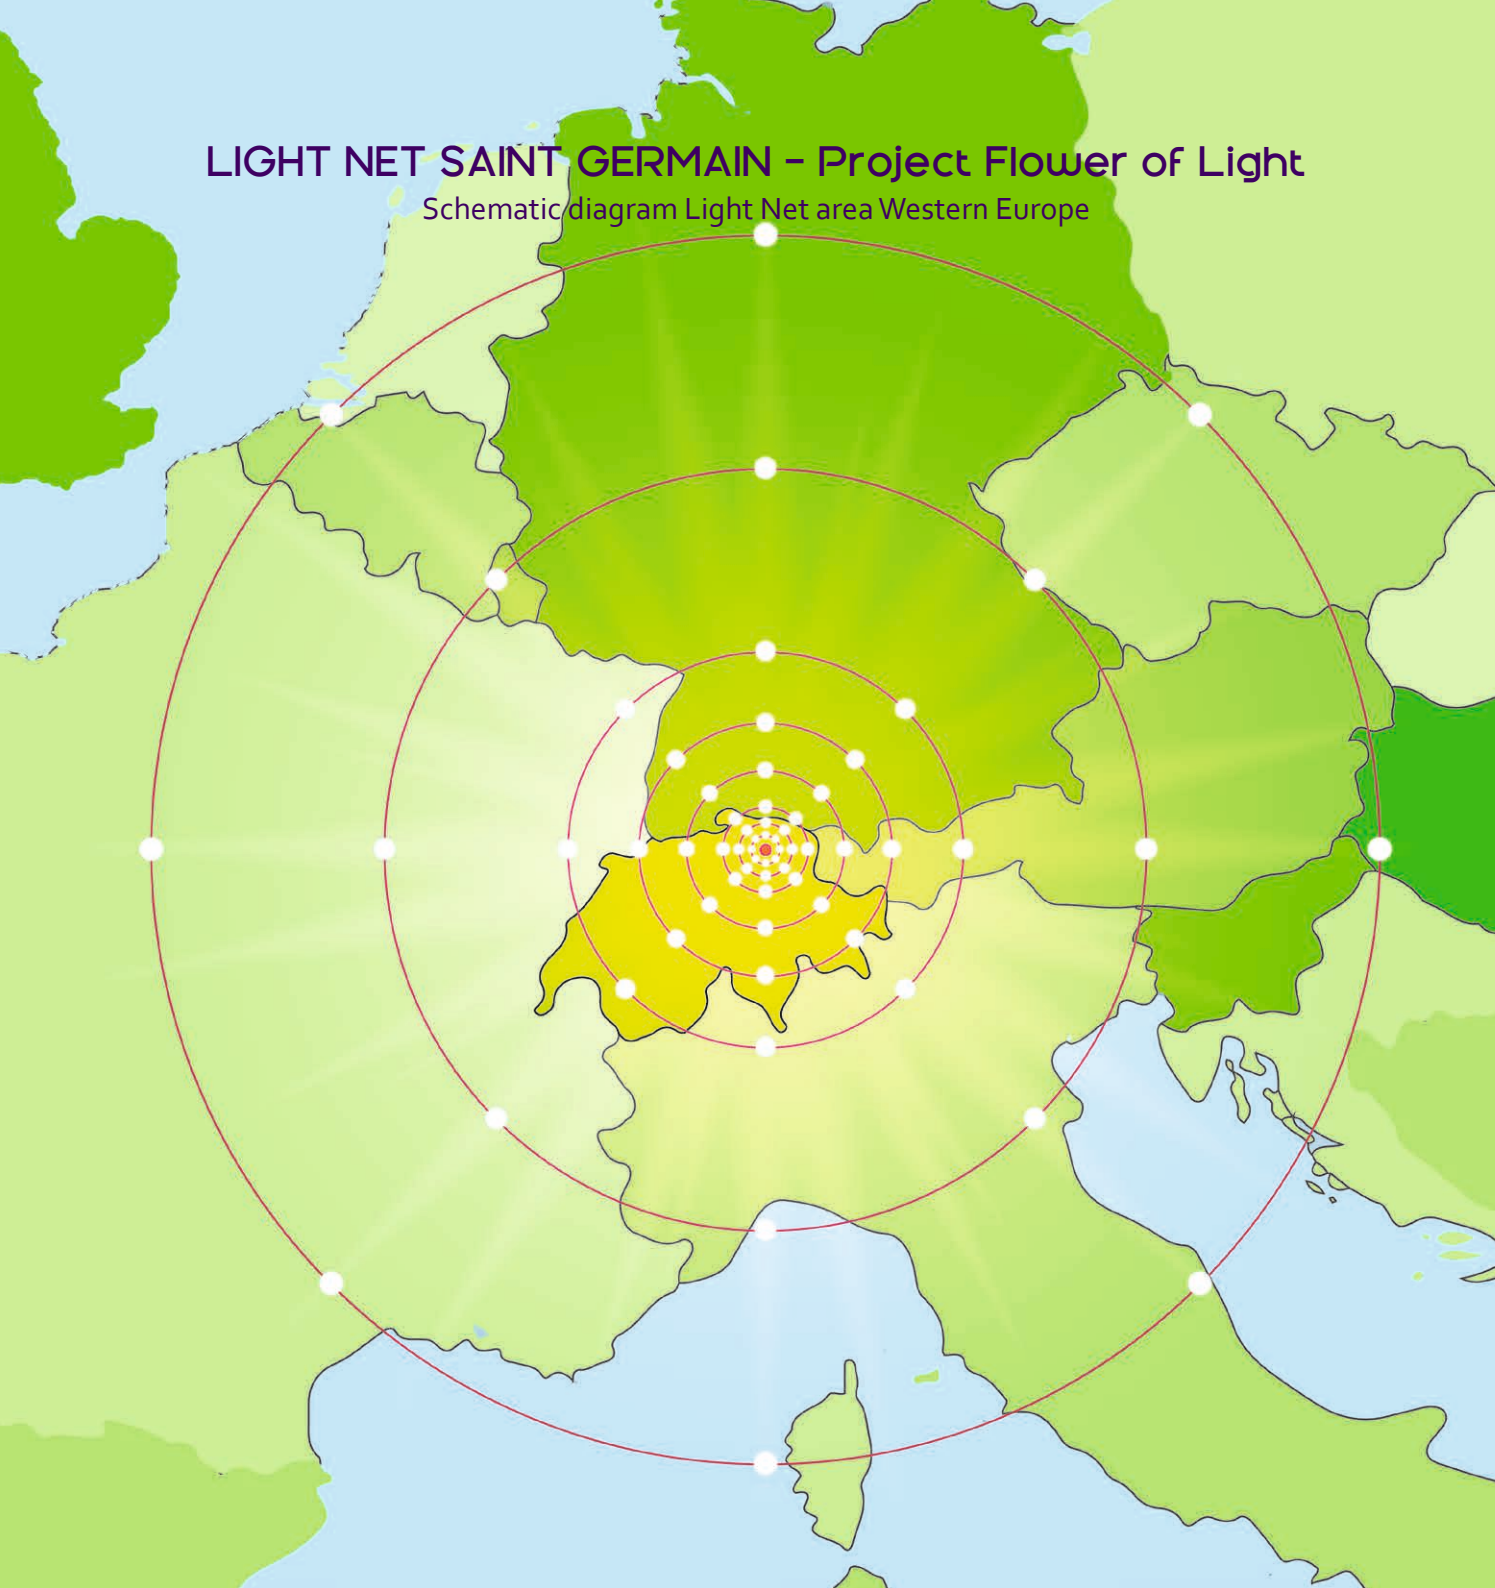 LIGHT NET SAINT GERMAIN - Project Flower of Light
Schematic diagram Light Net area Western Europe